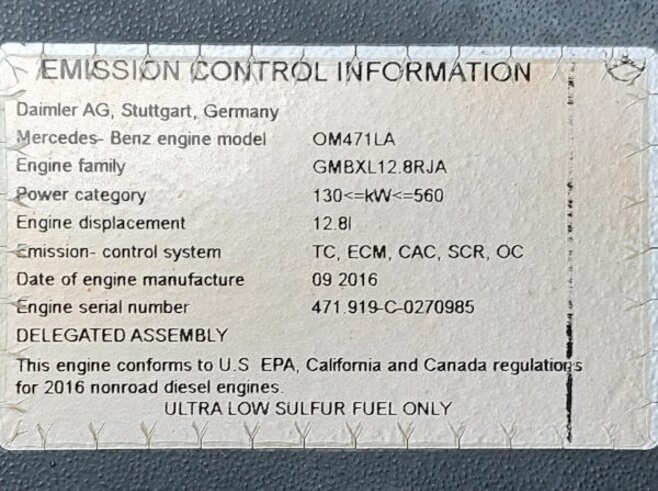 EMISSION CONTROL INFORMATION
Daimler AG, Stuttgart, Germany
Mercedes- Benz engine model OM471LA
Engine family GMBXL12.8RJA
Power category 130<=kW<=560
Engine displacement 12.8l
Emission- control system TC, ECM, CAC, SCR, OC
Date of engine manufacture 09 2016
Engine serial number 471.919-C-0270985
DELEGATED ASSEMBLY
This engine conforms to U.S EPA, California and Canada regulations
for 2016 nonroad diesel engines.
ULTRA LOW SULFUR FUEL ONLY